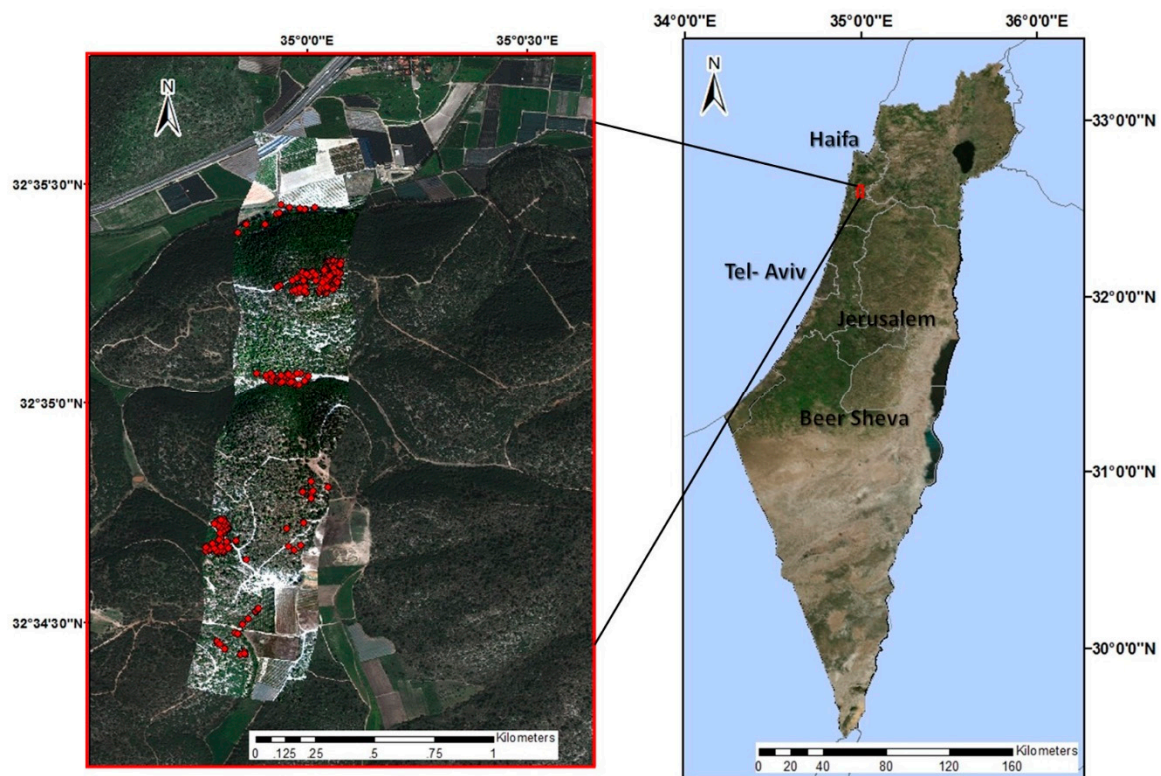 35°0'0"E
35°0'30"E
N
32°35'30"N
32°35'0"N
32°34'30"N
Kilometers
0 .125 .25 .5 .75 1
34°0'0"E
35°0'0"E
36°0'0"E
N
33°0'0"N
Haifa
32°0'0"N
Tel- Aviv
Jerusalem
Beer Sheva
31°0'0"N
30°0'0"N
Kilometers
0 20 40 80 120 160